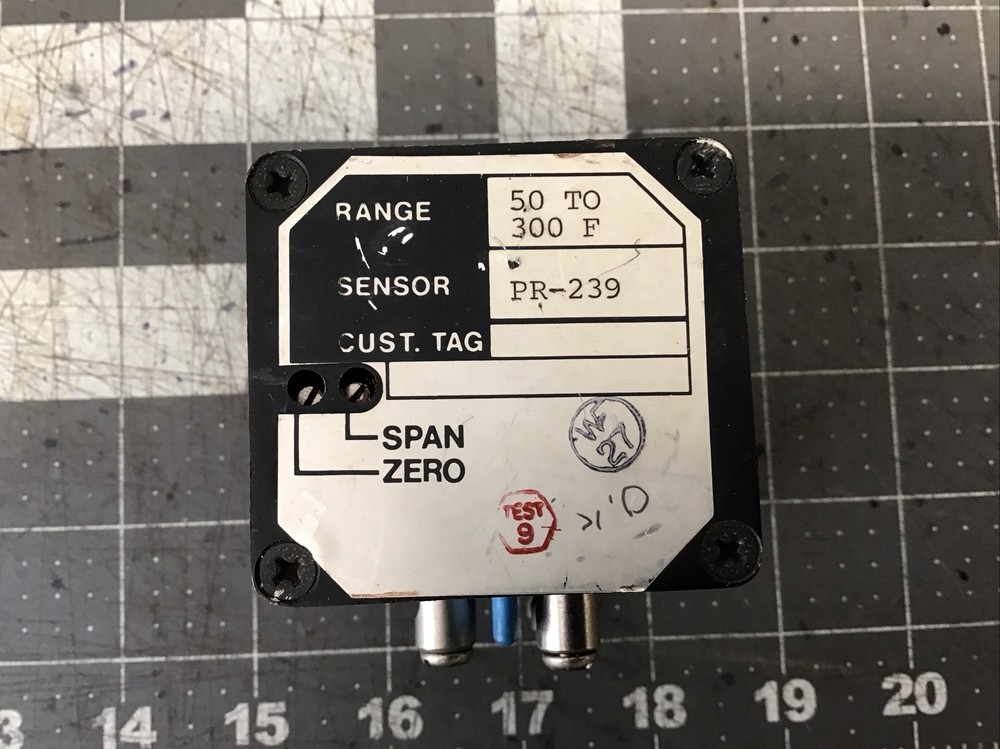 RANGE
50 TO
300 F
SENSOR
PR-239
CUST. TAG
SPAN
ZERO
WF
27
TEST
9
14 15 16 17 18 19 20